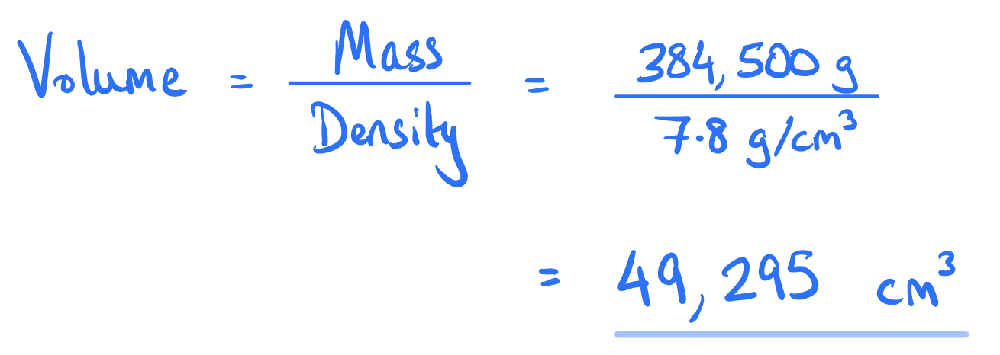 Volume = Mass / Density = 384,500 g / 7.8 g/cm³
= 49,295 cm³